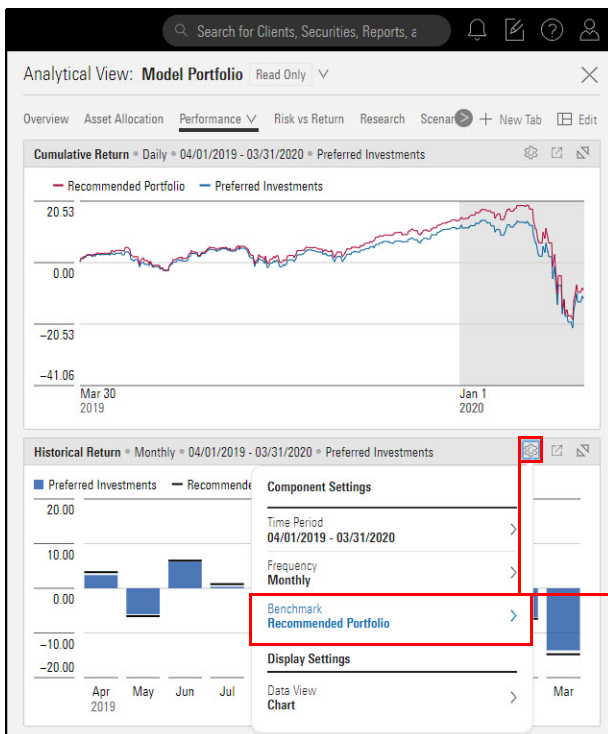 Search for Clients, Securities, Reports, a
Analytical View: Model Portfolio Read Only
Overview Asset Allocation Performance Risk vs Return Research Scenar + New Tab Edit
Cumulative Return • Daily • 04/01/2019 - 03/31/2020 • Preferred Investments
Recommended Portfolio Preferred Investments
20.53
0.00
−20.53
−41.06
Mar 30 Jan 1
2019 2020
Historical Return • Monthly • 04/01/2019 - 03/31/2020 • Preferred Investments
Preferred Investments Recommende
20.00
10.00
0.00
−10.00
−20.00
Apr May Jun Jul Mar
2019
Component Settings
Time Period
04/01/2019 - 03/31/2020
Frequency
Monthly
Benchmark
Recommended Portfolio
Display Settings
Data View
Chart